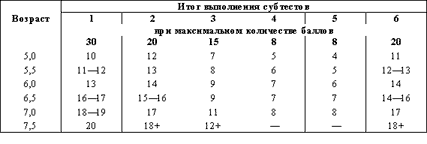 Возраст Итог выполнения субтестов
1 2 3 4 5 6
при максимальном количестве баллов
30 20 15 8 8 20
5,0 10 12 7 5 4 11
5,5 11—12 13 8 6 5 12—13
6,0 13 14 9 7 6 14
6,5 16—17 15—16 9 7 7 14—16
7,0 18—19 17 11 8 8 17
7,5 20 18+ 12+ — — 18+